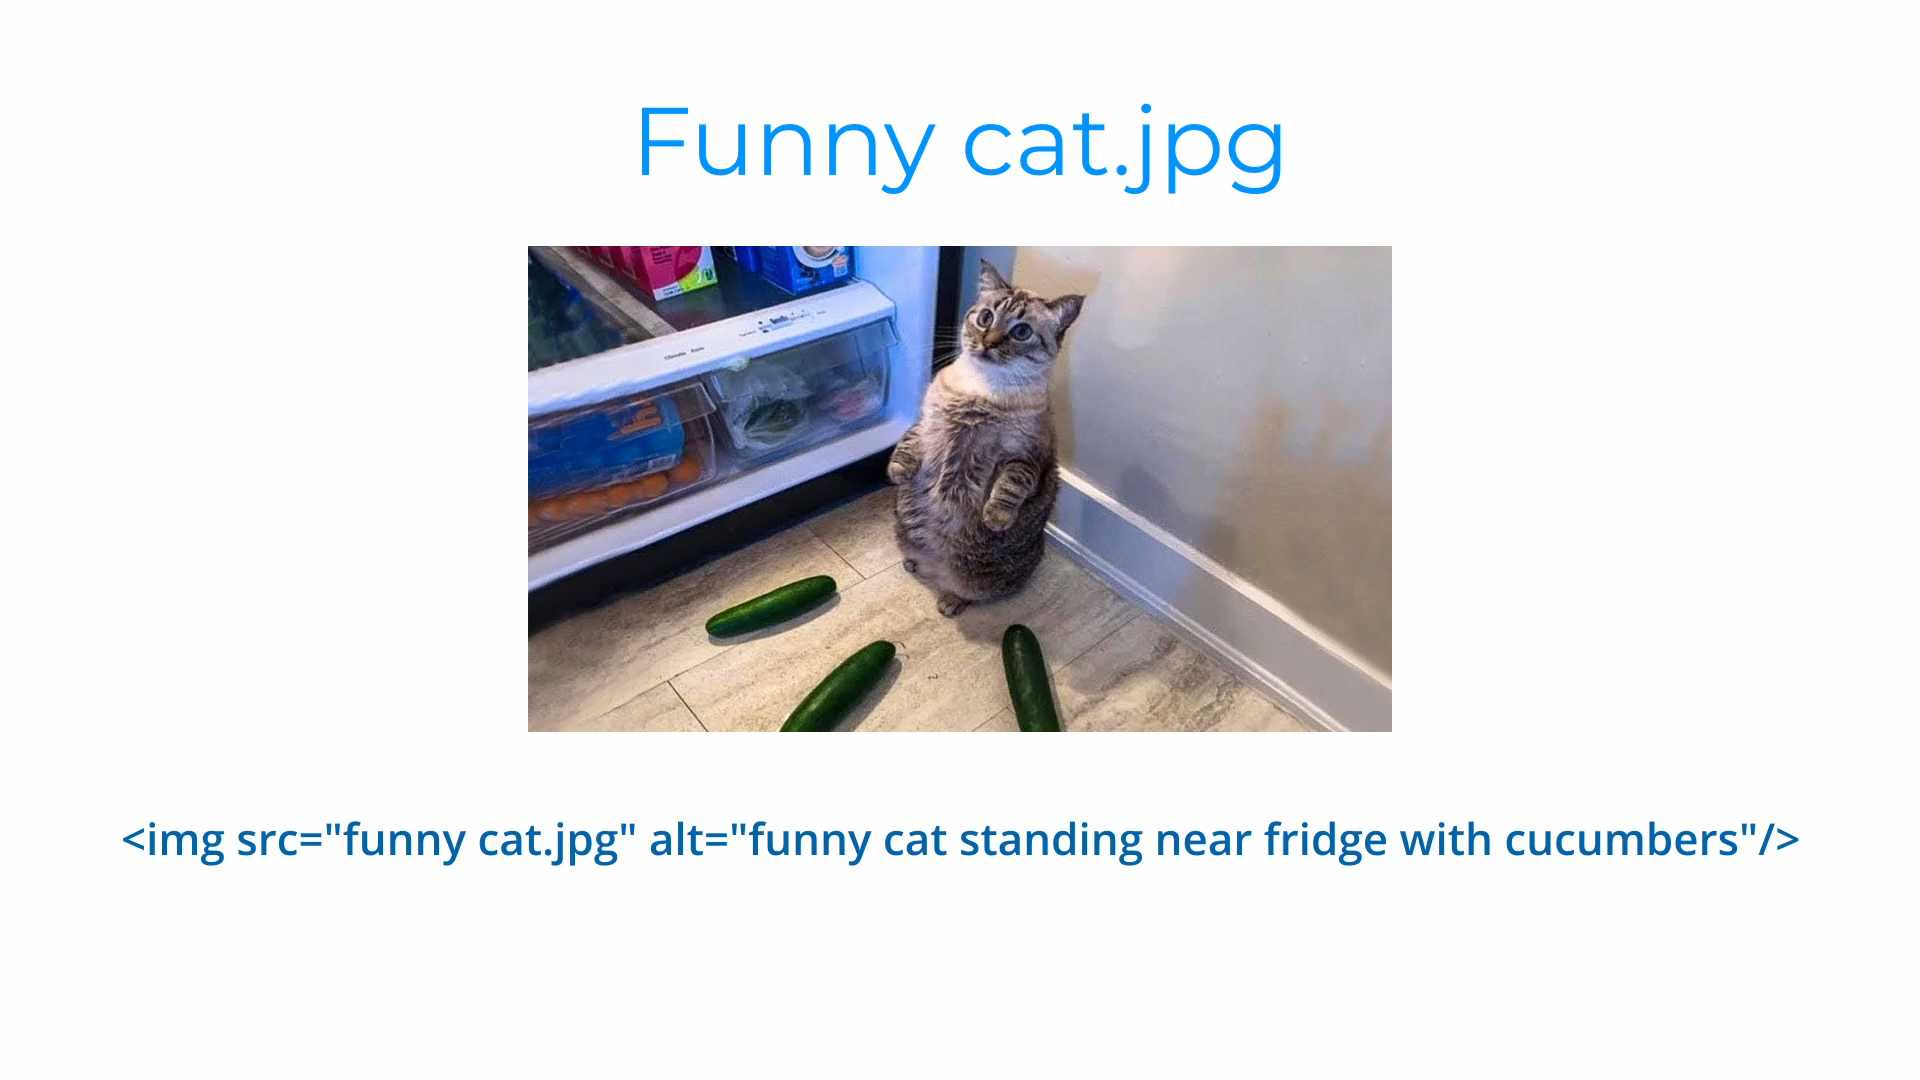 Funny cat.jpg
<img src="funny cat.jpg" alt="funny cat standing near fridge with cucumbers"/>